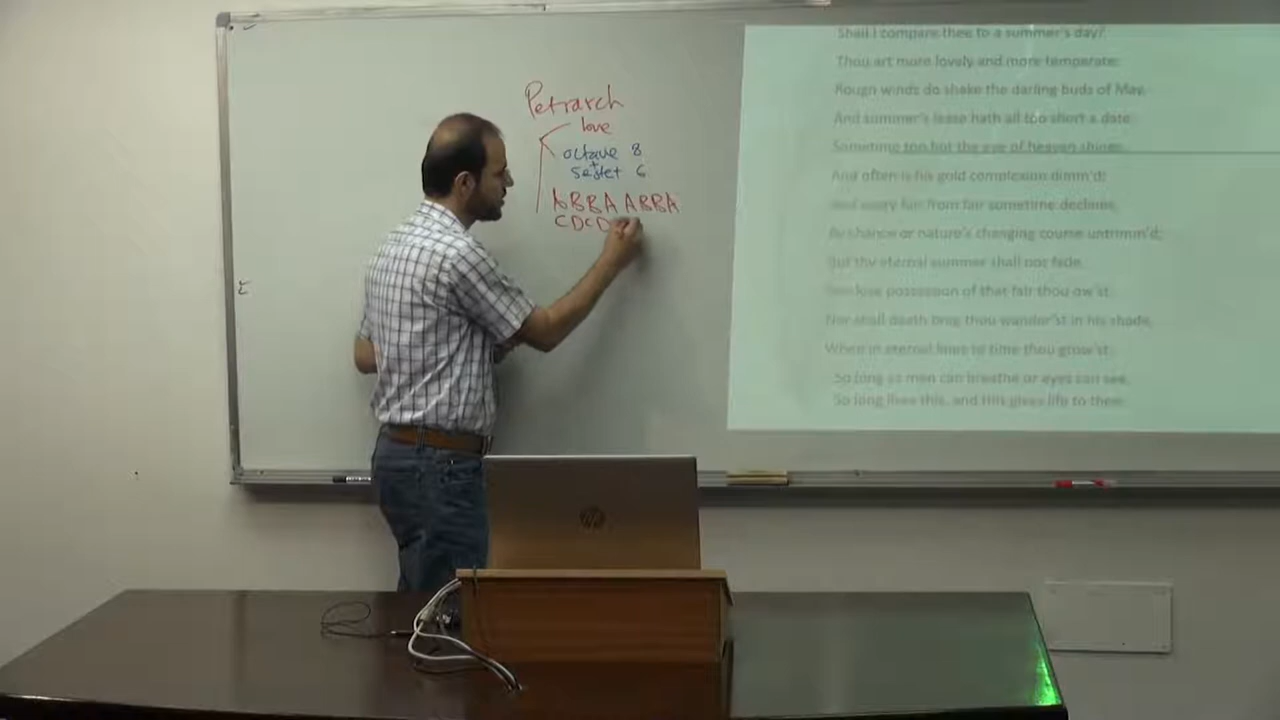 Petrarch
love
octave 8
+
sestet 6
ABBA ABBA
CDCD
Shall I compare thee to a summer's day?
Thou art more lovely and more temperate:
Rough winds do shake the darling buds of May,
And summer's lease hath all too short a date:
Sometime too hot the eye of heaven shines,
And often is his gold complexion dimm'd;
And every fair from fair sometime declines,
By chance or nature's changing course untrimm'd;
But thy eternal summer shall not fade,
Nor lose possession of that fair thou ow'st;
Nor shall death brag thou wander'st in his shade,
When in eternal lines to time thou grow'st:
So long as men can breathe or eyes can see,
So long lives this, and this gives life to thee.
hp